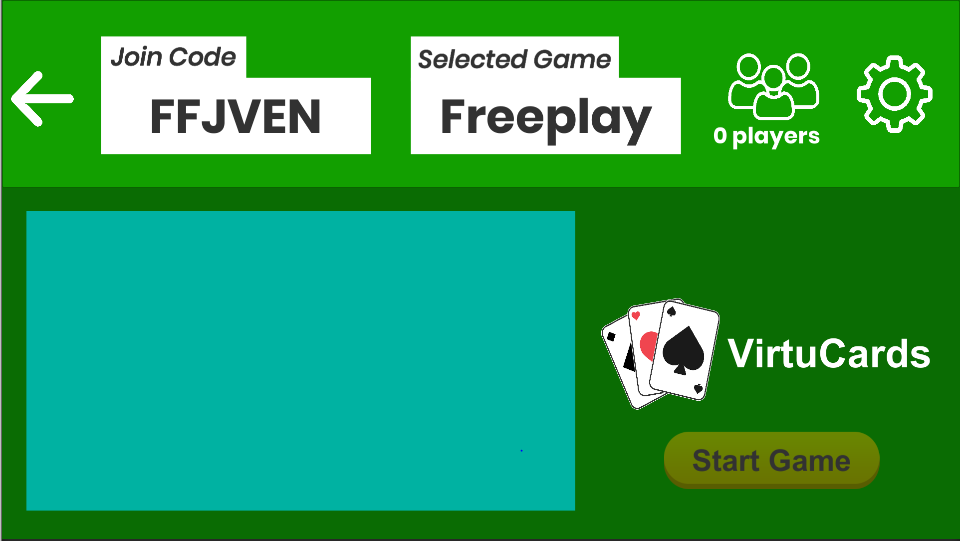 Join Code
FFJVEN
Selected Game
Freeplay
0 players
VirtuCards
Start Game